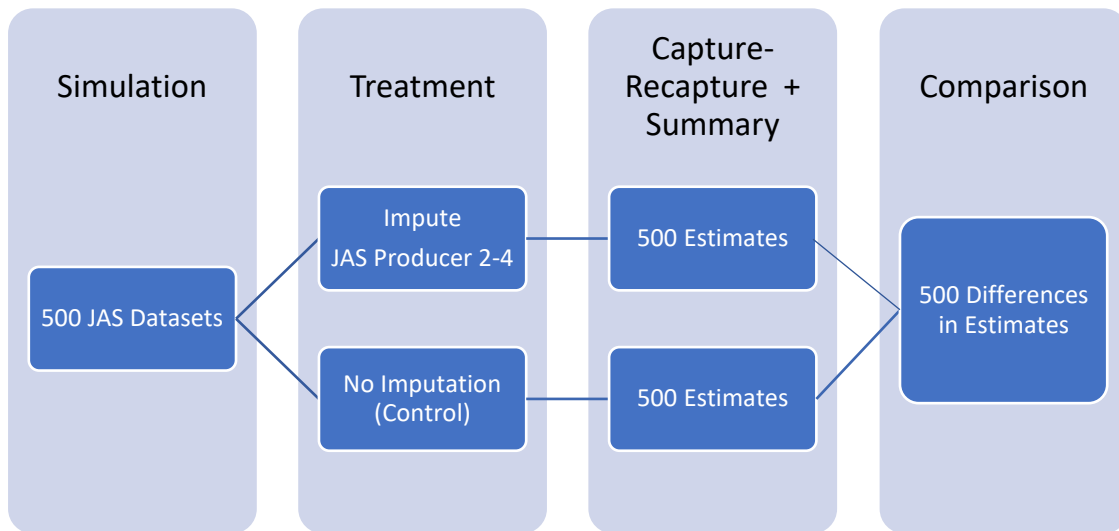 Simulation
500 JAS Datasets
Treatment
Impute
JAS Producer 2-4
No Imputation
(Control)
Capture-
Recapture +
Summary
500 Estimates
500 Estimates
Comparison
500 Differences
in Estimates